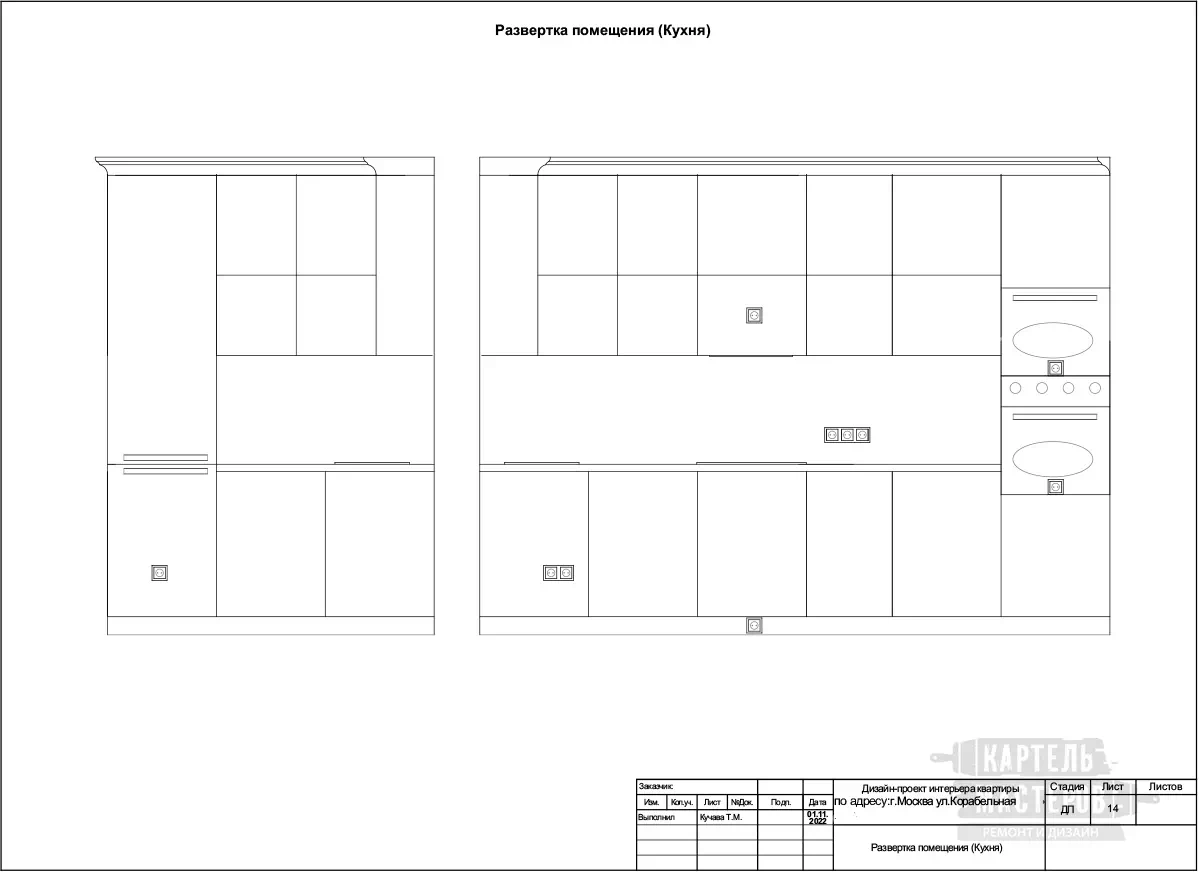 Развертка помещения (Кухня)
КАРТЕЛЬ
МАСТЕРОВ
РЕМОНТ И ДИЗАЙН
Заказчик:
Изм. Кол.уч. Лист №Док. Подп. Дата
Выполнил Кучава Т.М. 01.11.
2022
Дизайн-проект интерьера квартиры
по адресу:г.Москва ул.Корабельная
Стадия Лист Листов
ДП 14
Развертка помещения (Кухня)